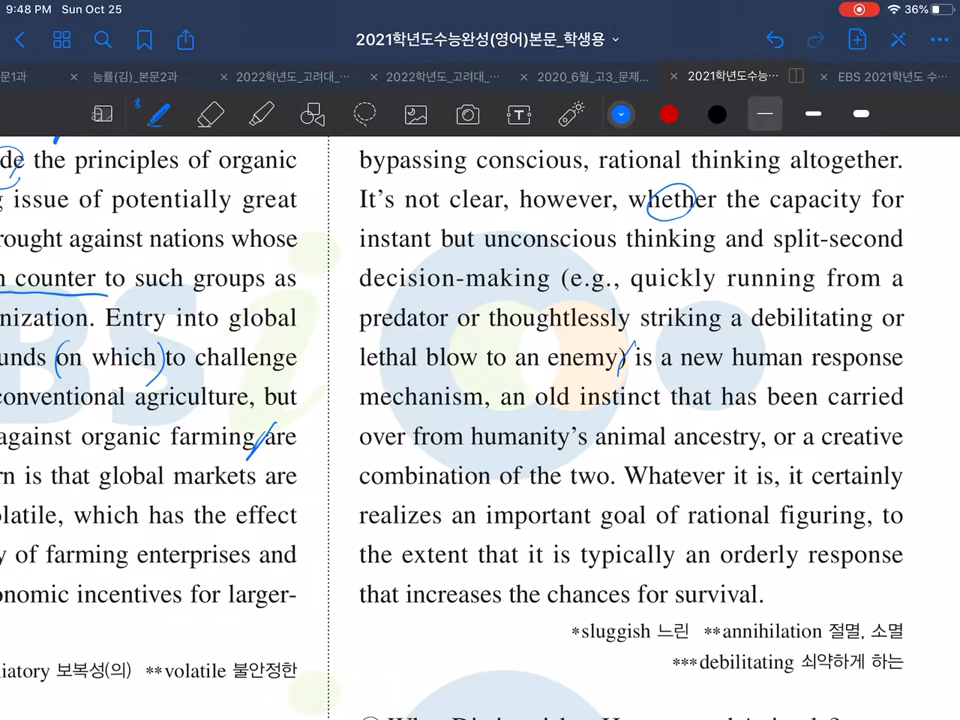 9:48 PM Sun Oct 25
36%
2021학년도수능완성(영어)본문_학생용
문1과
능률(김)_본문2과
2022학년도_고려대_…
2022학년도_고려대_…
2020_6월_고3_문제…
2021학년도수능…
EBS 2021학년도 수…
de the principles of organic
g issue of potentially great
rought against nations whose
n counter to such groups as
nization. Entry into global
unds on which to challenge
conventional agriculture, but
against organic farming are
rn is that global markets are
olatile, which has the effect
y of farming enterprises and
onomic incentives for larger-
iatory 보복성(의) **volatile 불안정한
bypassing conscious, rational thinking altogether.
It's not clear, however, whether the capacity for
instant but unconscious thinking and split-second
decision-making (e.g., quickly running from a
predator or thoughtlessly striking a debilitating or
lethal blow to an enemy) is a new human response
mechanism, an old instinct that has been carried
over from humanity's animal ancestry, or a creative
combination of the two. Whatever it is, it certainly
realizes an important goal of rational figuring, to
the extent that it is typically an orderly response
that increases the chances for survival.
*sluggish 느린 **annihilation 절멸, 소멸
***debilitating 쇠약하게 하는